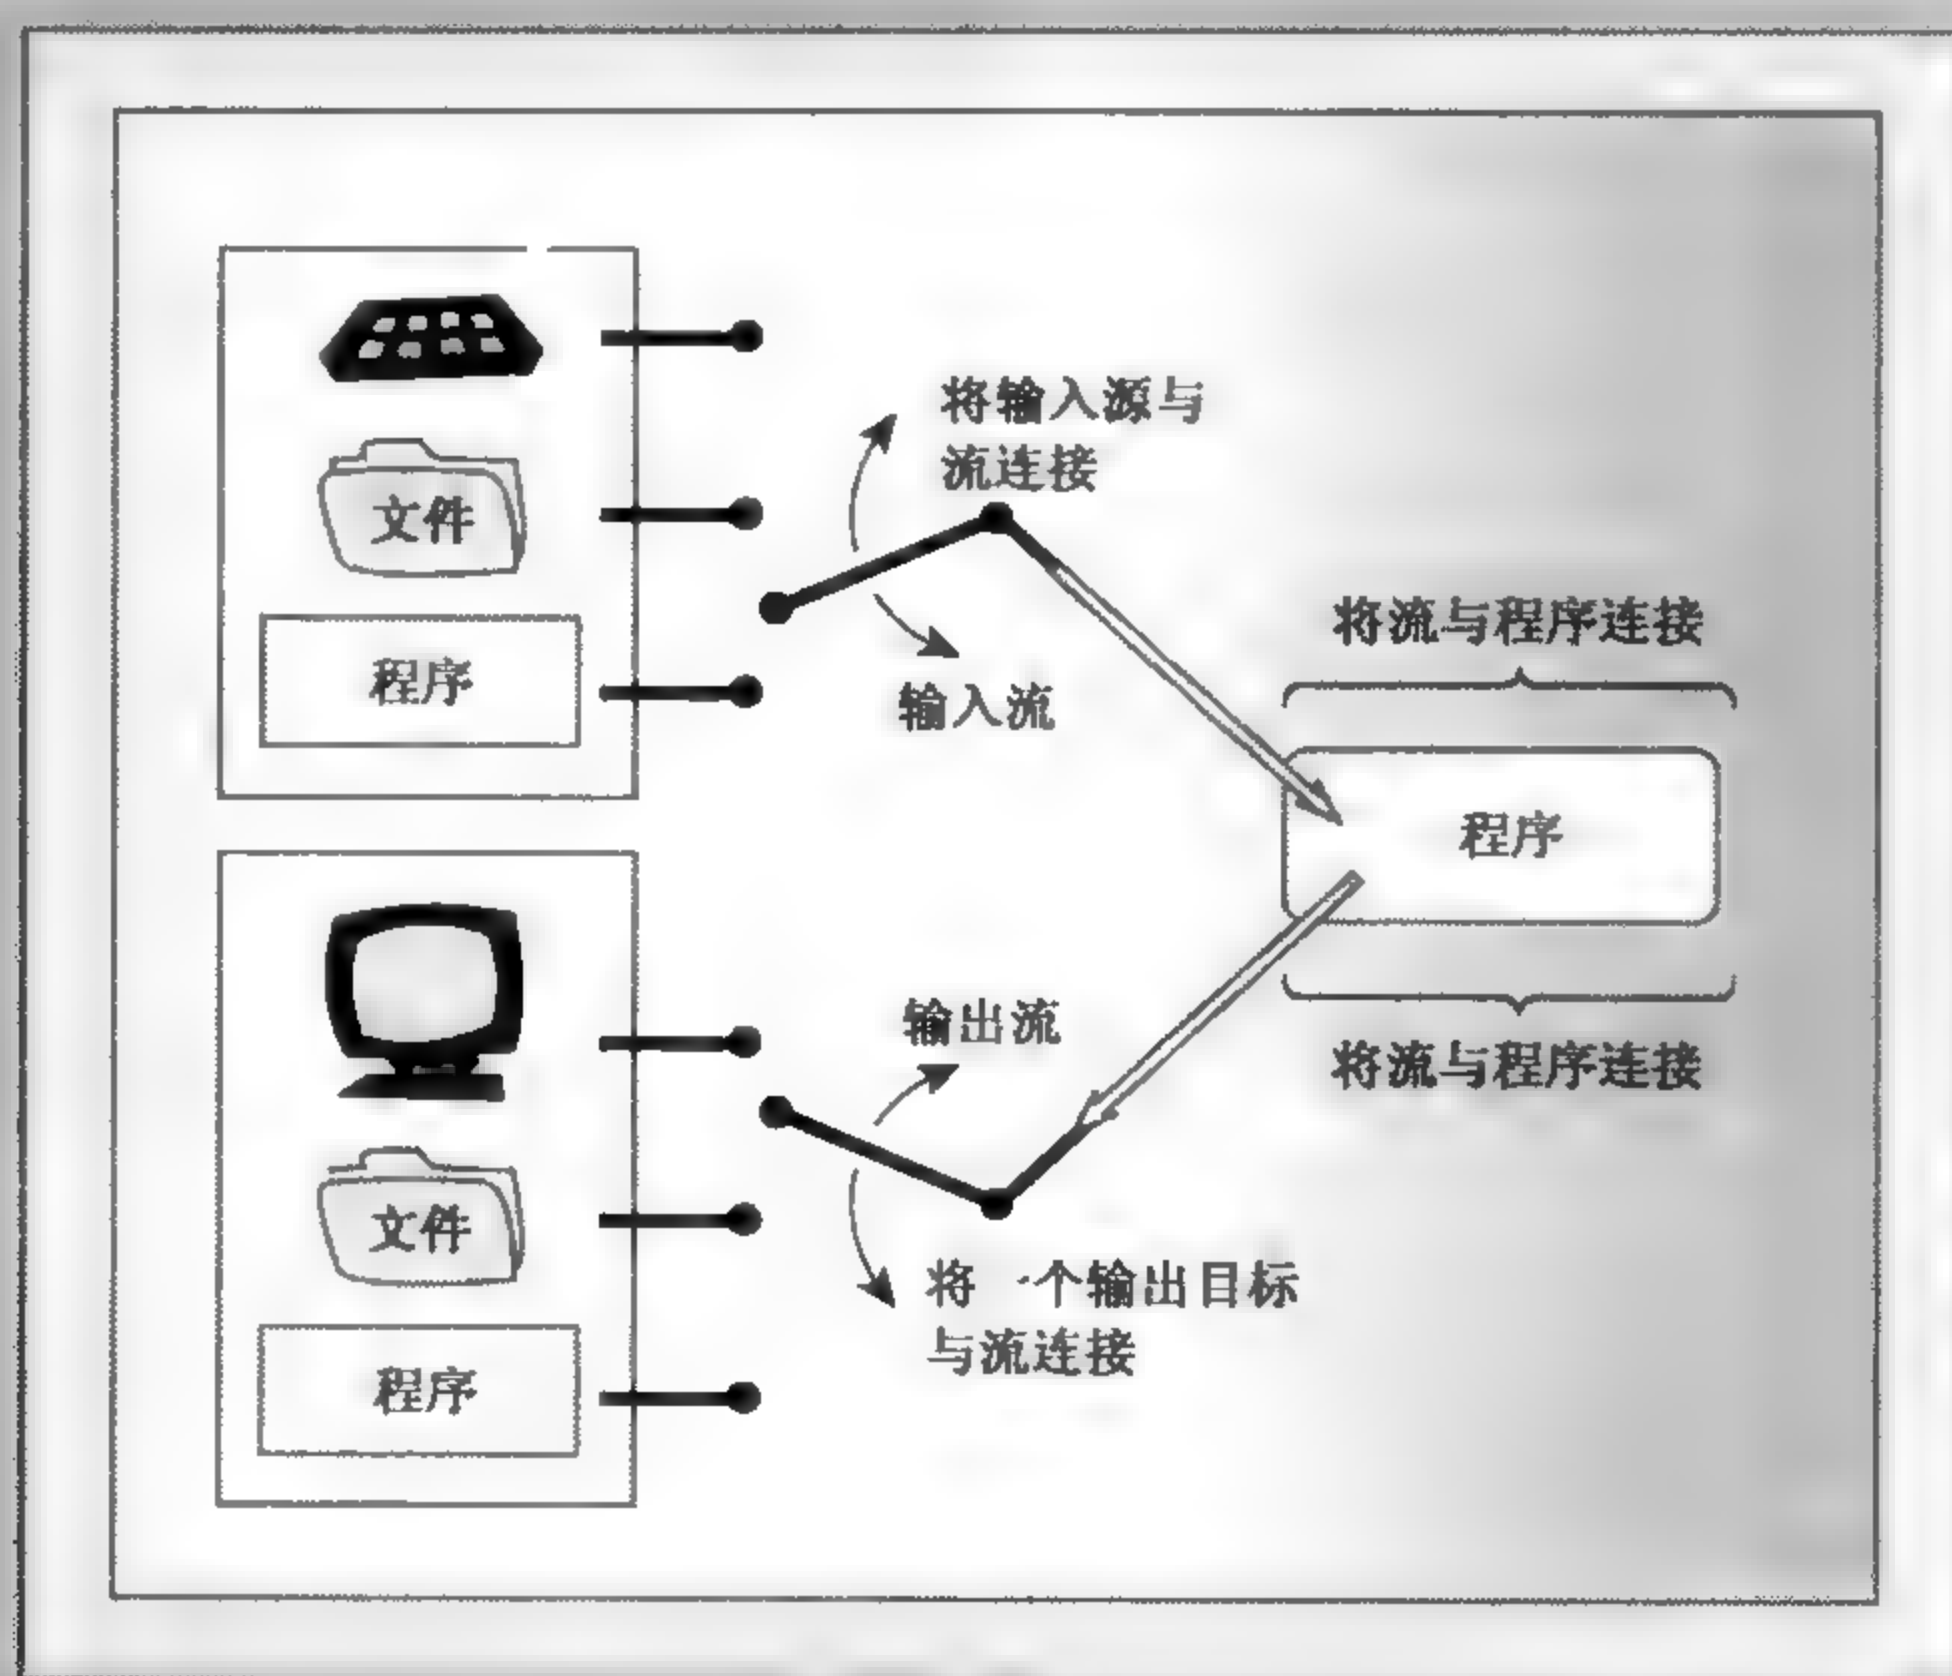 将输入源与
流连接
文件
将流与程序连接
程序
输入流
程序
输出流
将流与程序连接
文件
将一个输出目标
与流连接
程序